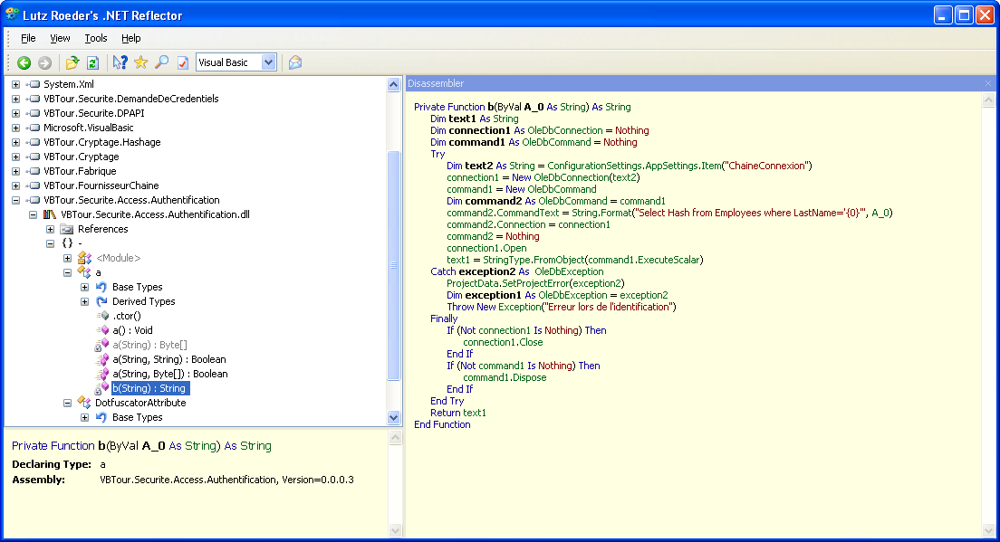 Lutz Roeder's .NET Reflector
File View Tools Help
Visual Basic
System.Xml
VBTour.Securite.DemandeDeCredentiels
VBTour.Securite.DPAPI
Microsoft.VisualBasic
VBTour.Cryptage.Hashage
VBTour.Cryptage
VBTour.Fabrique
VBTour.FournisseurChaine
VBTour.Securite.Access.Authentification
VBTour.Securite.Access.Authentification.dll
References
{} -
<Module>
a
Base Types
Derived Types
.ctor()
a() : Void
a(String) : Byte[]
a(String, String) : Boolean
a(String, Byte[]) : Boolean
b(String) : String
DotfuscatorAttribute
Base Types
Private Function b(ByVal A_0 As String) As String
Declaring Type: a
Assembly: VBTour.Securite.Access.Authentification, Version=0.0.0.3
Disassembler
Private Function b(ByVal A_0 As String) As String
Dim text1 As String
Dim connection1 As OleDbConnection = Nothing
Dim command1 As OleDbCommand = Nothing
Try
Dim text2 As String = ConfigurationSettings.AppSettings.Item("ChaineConnexion")
connection1 = New OleDbConnection(text2)
command1 = New OleDbCommand
Dim command2 As OleDbCommand = command1
command2.CommandText = String.Format("Select Hash from Employees where LastName='{0}'", A_0)
command2.Connection = connection1
command2 = Nothing
connection1.Open
text1 = StringType.FromObject(command1.ExecuteScalar)
Catch exception2 As OleDbException
ProjectData.SetProjectError(exception2)
Dim exception1 As OleDbException = exception2
Throw New Exception("Erreur lors de l'identification")
Finally
If (Not connection1 Is Nothing) Then
connection1.Close
End If
If (Not command1 Is Nothing) Then
command1.Dispose
End If
End Try
Return text1
End Function